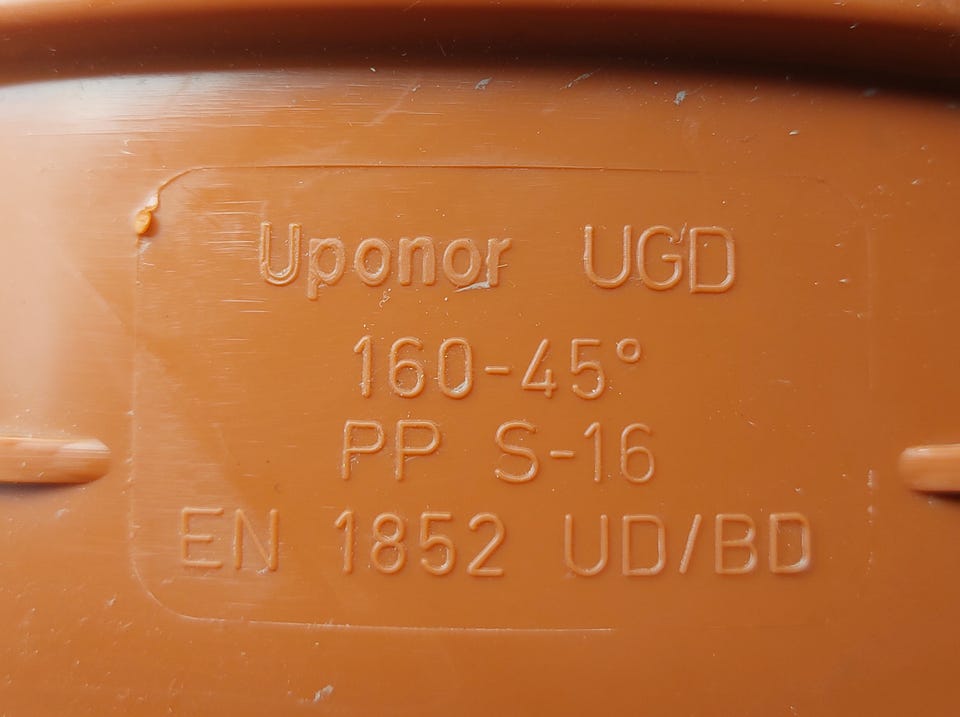 Uponor UGD
160-45°
PP S-16
EN 1852 UD/BD